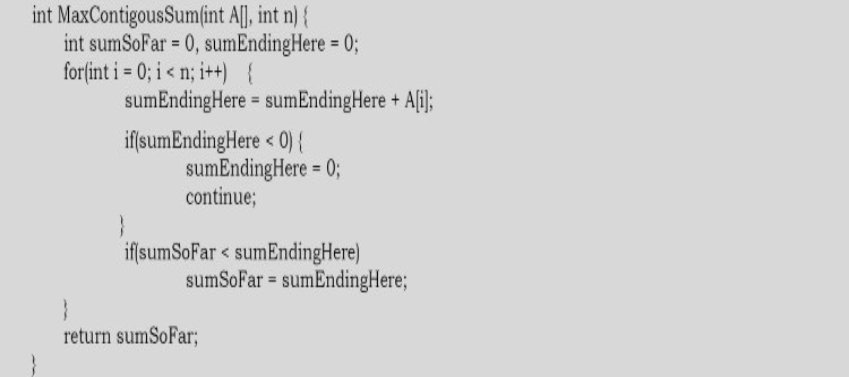 int MaxContigousSum(int A[], int n) {
int sumSoFar = 0, sumEndingHere = 0;
for(int i = 0; i < n; i++) {
sumEndingHere = sumEndingHere + A[i];
if(sumEndingHere < 0) {
sumEndingHere = 0;
continue;
}
if(sumSoFar < sumEndingHere)
sumSoFar = sumEndingHere;
}
return sumSoFar;
}